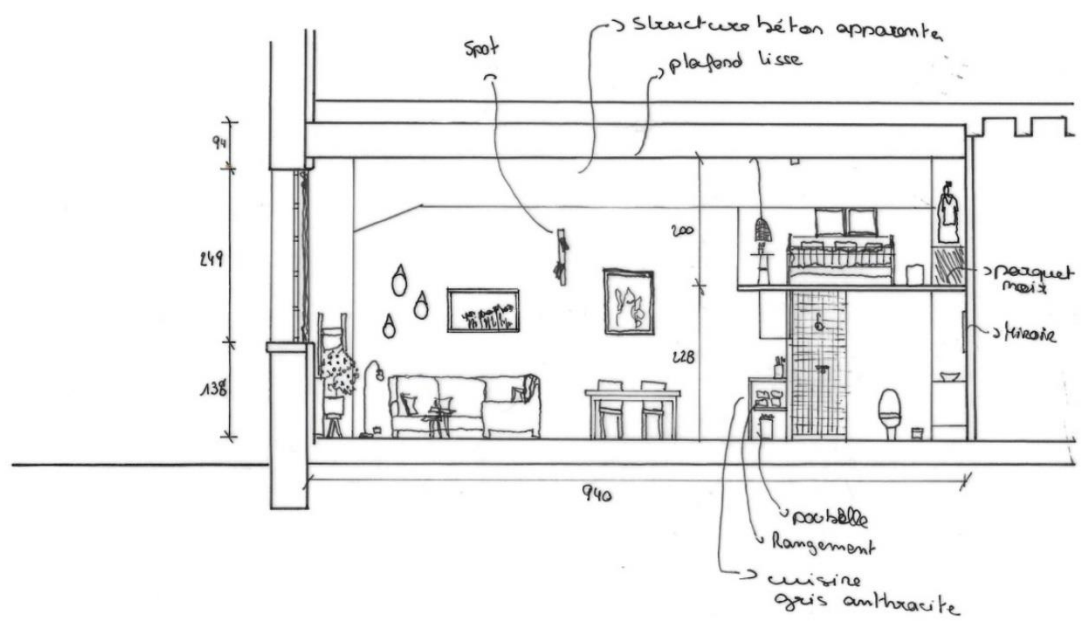 Structure béton apparente
Spot
plafond lisse
94
249
200
parquet
noix
Miroire
228
138
940
poubelle
Rangement
cuisine
gris anthracite